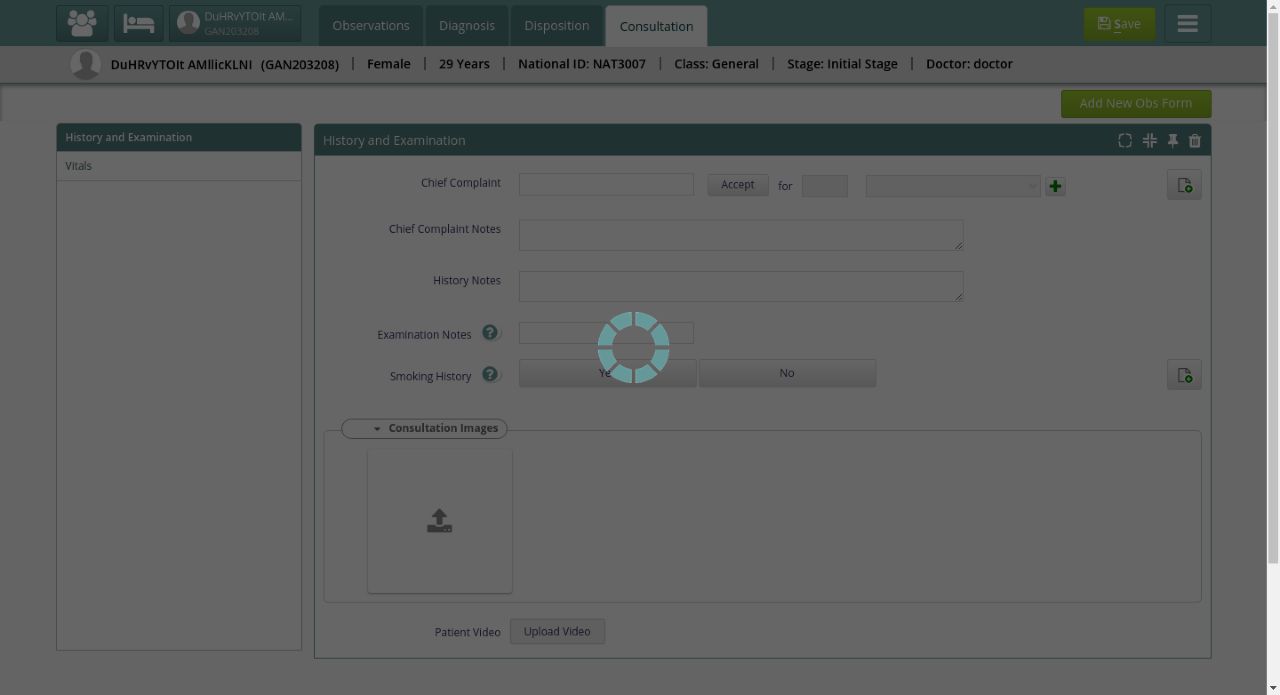 DuHRvYTOIt AM...
GAN203208
Observations
Diagnosis
Disposition
Consultation
Save
DuHRvYTOIt AMllicKLNI (GAN203208) | Female | 29 Years | National ID: NAT3007 | Class: General | Stage: Initial Stage | Doctor: doctor
Add New Obs Form
History and Examination
Vitals
History and Examination
Chief Complaint
Accept
for
Chief Complaint Notes
History Notes
Examination Notes
Smoking History
Ye
No
Consultation Images
Patient Video
Upload Video